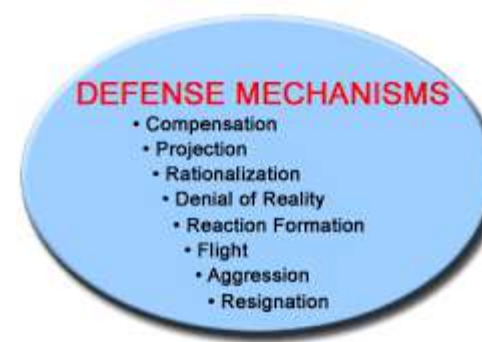 DEFENSE MECHANISMS
• Compensation
• Projection
• Rationalization
• Denial of Reality
• Reaction Formation
• Flight
• Aggression
• Resignation